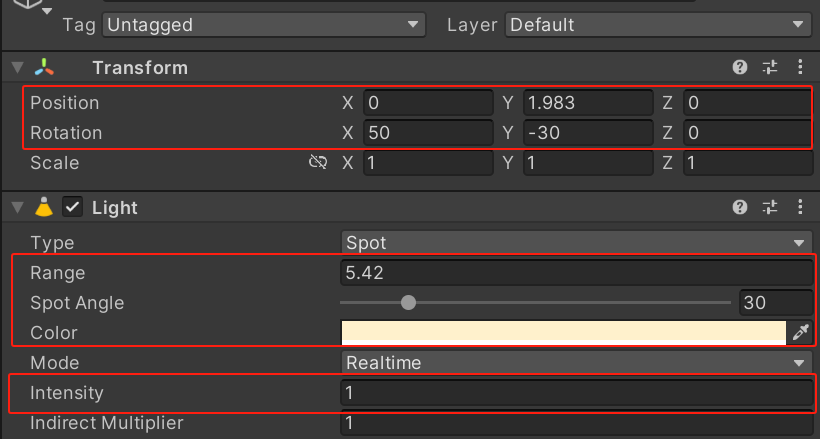 Tag Untagged Layer Default
Transform
Position X 0 Y 1.983 Z 0
Rotation X 50 Y -30 Z 0
Scale X 1 Y 1 Z 1
Light
Type Spot
Range 5.42
Spot Angle 30
Color
Mode Realtime
Intensity 1
Indirect Multiplier 1